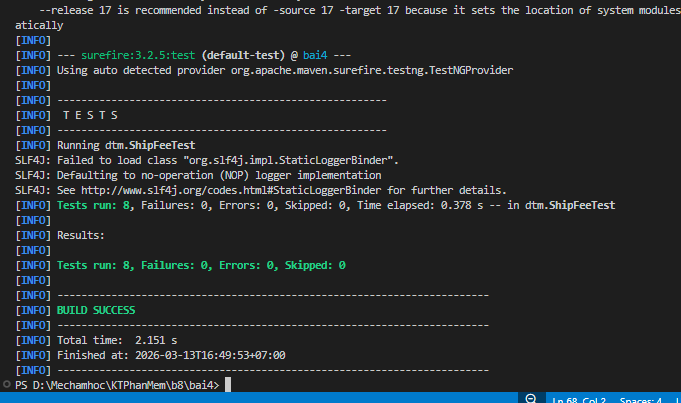 --release 17 is recommended instead of -source 17 -target 17 because it sets the location of system modules
atically
[INFO]
[INFO] --- surefire:3.2.5:test (default-test) @ bai4 ---
[INFO] Using auto detected provider org.apache.maven.surefire.testng.TestNGProvider
[INFO]
[INFO] -------------------------------------------------------
[INFO]  T E S T S
[INFO] -------------------------------------------------------
[INFO] Running dtm.ShipFeeTest
SLF4J: Failed to load class "org.slf4j.impl.StaticLoggerBinder".
SLF4J: Defaulting to no-operation (NOP) logger implementation
SLF4J: See http://www.slf4j.org/codes.html#StaticLoggerBinder for further details.
[INFO] Tests run: 8, Failures: 0, Errors: 0, Skipped: 0, Time elapsed: 0.378 s -- in dtm.ShipFeeTest
[INFO]
[INFO] Results:
[INFO]
[INFO] Tests run: 8, Failures: 0, Errors: 0, Skipped: 0
[INFO]
[INFO] ------------------------------------------------------------------------
[INFO] BUILD SUCCESS
[INFO] ------------------------------------------------------------------------
[INFO] Total time:  2.151 s
[INFO] Finished at: 2026-03-13T16:49:53+07:00
[INFO] ------------------------------------------------------------------------
PS D:\Mechamhoc\KTPhanMem\b8\bai4>
Ln 68, Col 2 Spaces: 4